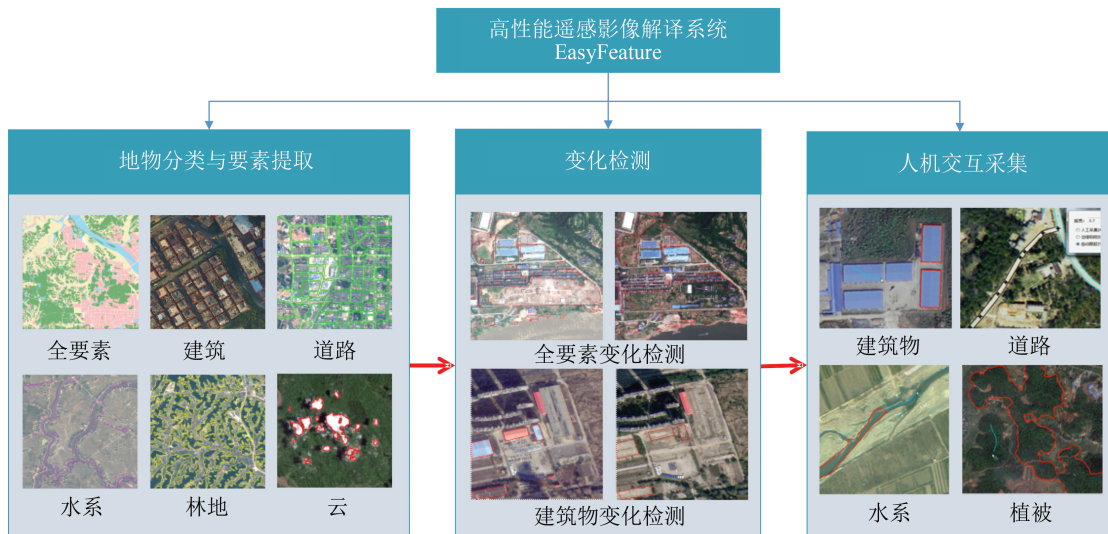 高性能遥感影像解译系统
EasyFeature
地物分类与要素提取
全要素
建筑
道路
水系
林地
云
变化检测
全要素变化检测
建筑物变化检测
人机交互采集
建筑物
道路
水系
植被